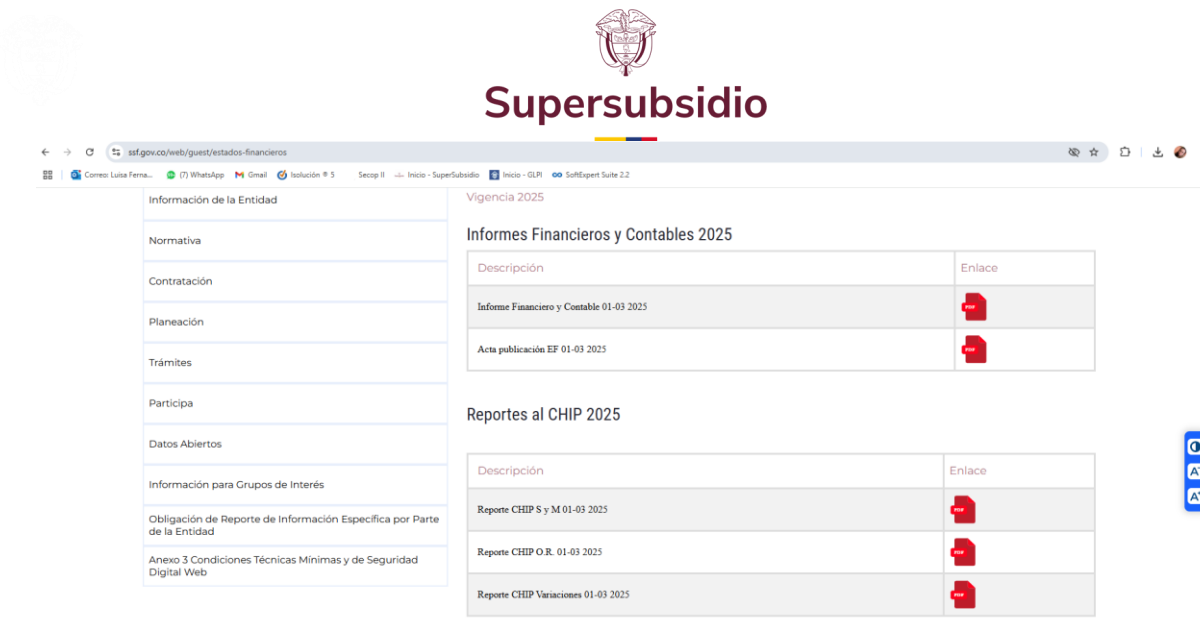 Supersubsidio
ssf.gov.co/web/guest/estados-financieros
Correo: Luisa Ferna...
(7) WhatsApp
Gmail
Isolución ® 5
Secop II
Inicio - SuperSubsidio
Inicio - GLPI
SoftExpert Suite 2.2
Información de la Entidad
Normativa
Contratación
Planeación
Trámites
Participa
Datos Abiertos
Información para Grupos de Interés
Obligación de Reporte de Información Específica por Parte
de la Entidad
Anexo 3 Condiciones Técnicas Mínimas y de Seguridad
Digital Web
Vigencia 2025
Informes Financieros y Contables 2025
Descripción Enlace
Informe Financiero y Contable 01-03 2025 PDF
Acta publicación EF 01-03 2025 PDF
Reportes al CHIP 2025
Descripción Enlace
Reporte CHIP S y M 01-03 2025 PDF
Reporte CHIP O.R. 01-03 2025 PDF
Reporte CHIP Variaciones 01-03 2025 PDF